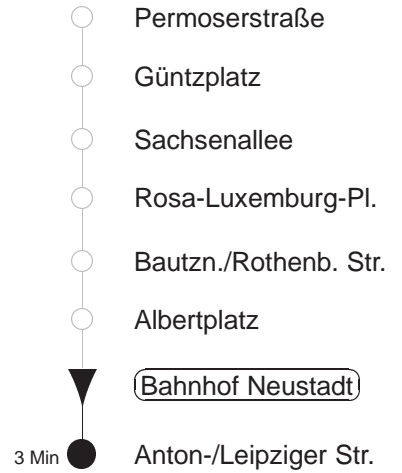 Permoserstraße
Güntzplatz
Sachsenallee
Rosa-Luxemburg-Pl.
Bautzn./Rothenb. Str.
Albertplatz
Bahnhof Neustadt
3 Min Anton-/Leipziger Str.